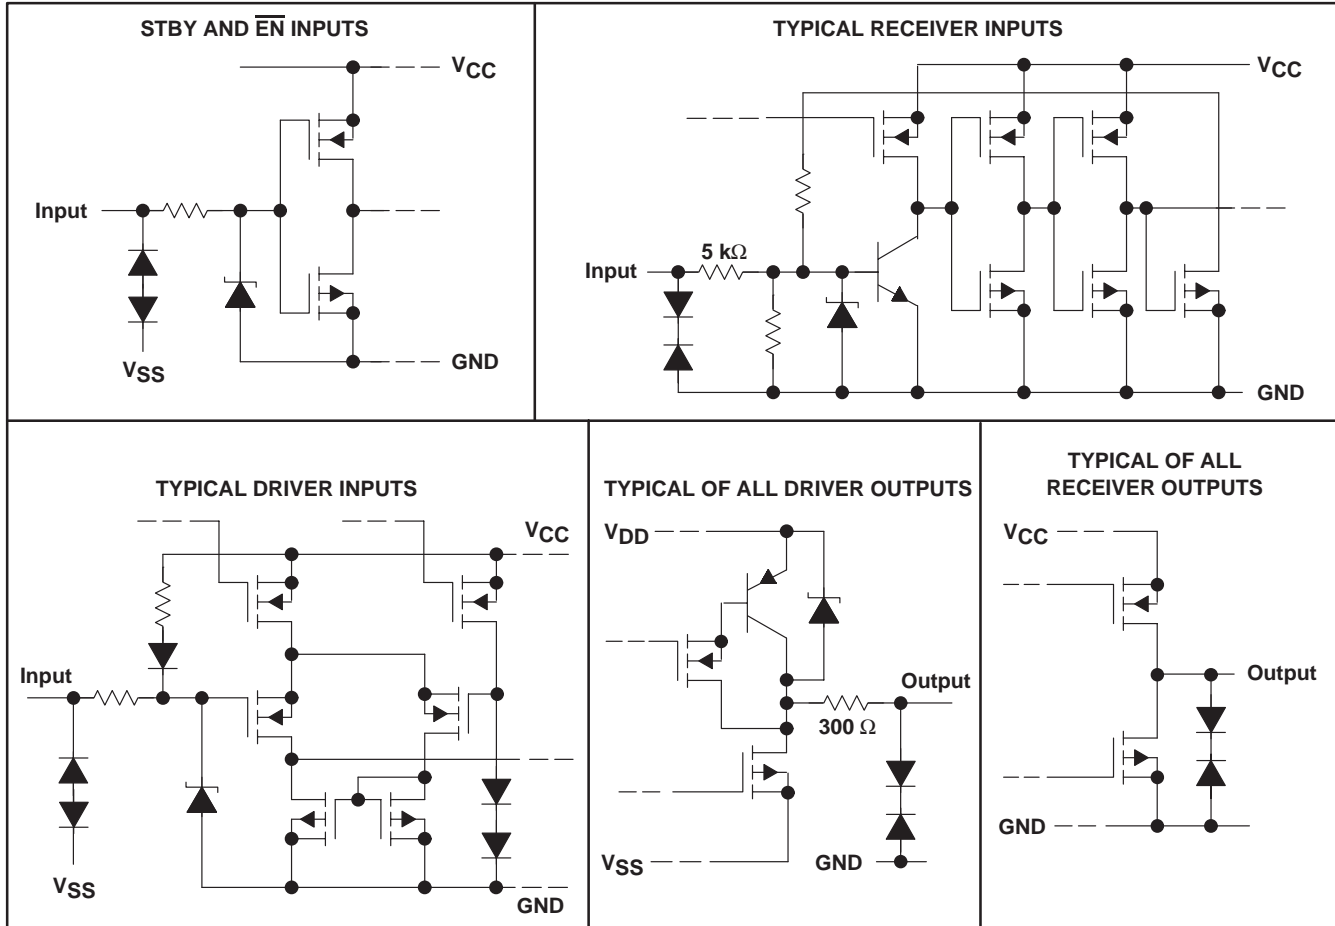 STBY AND EN INPUTS
VCC
Input
VSS
GND
TYPICAL RECEIVER INPUTS
VCC
5 kΩ
Input
GND
TYPICAL DRIVER INPUTS
VCC
Input
VSS
GND
TYPICAL OF ALL DRIVER OUTPUTS
VDD
Output
300 Ω
VSS
GND
TYPICAL OF ALL
RECEIVER OUTPUTS
VCC
Output
GND